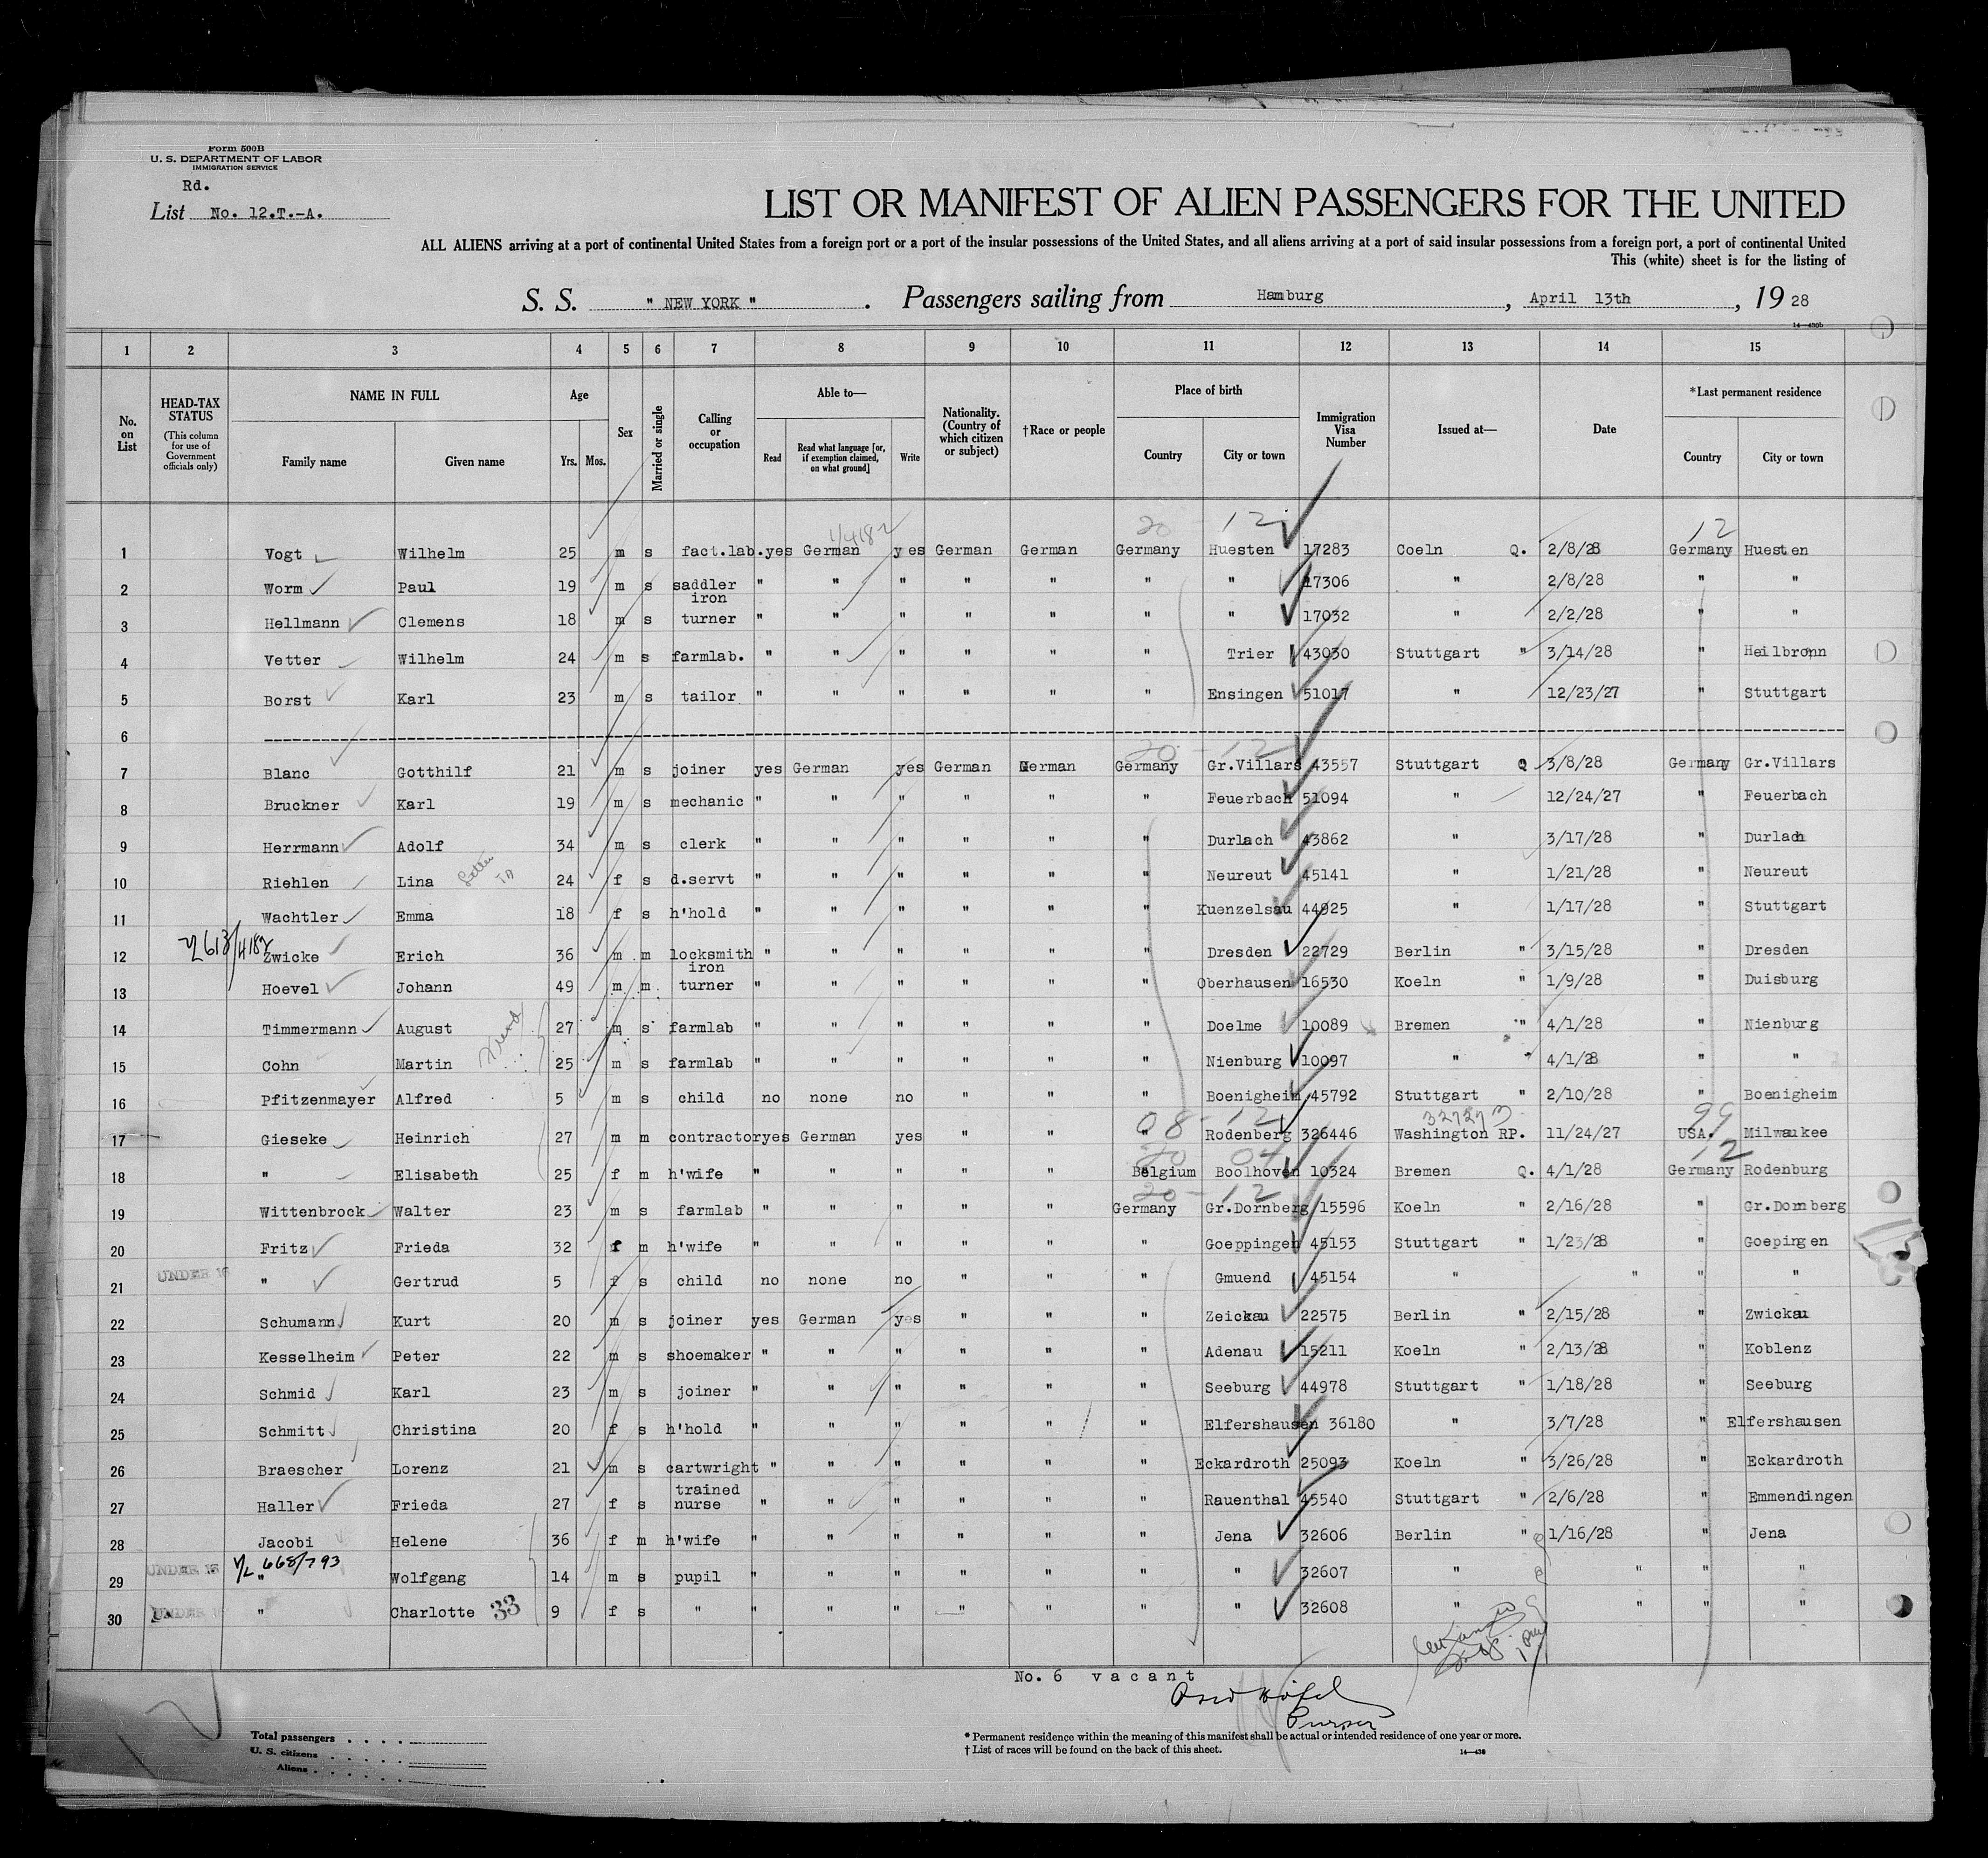 Form 500B
U. S. DEPARTMENT OF LABOR
IMMIGRATION SERVICE
Rd.
List No. 12.T.-A.
LIST OR MANIFEST OF ALIEN PASSENGERS FOR THE UNITED
ALL ALIENS arriving at a port of continental United States from a foreign port or a port of the insular possessions of the United States, and all aliens arriving at a port of said insular possessions from a foreign port, a port of continental United
This (white) sheet is for the listing of
S. S. " NEW YORK " . Passengers sailing from Hamburg , April 13th , 19 28
14—430b
1 2 3 4 5 6 7 8 9 10 11 12 13 14 15
No. on List
HEAD-TAX STATUS
(This column for use of Government officials only)
NAME IN FULL
Family name Given name
Age
Yrs. Mos.
Sex
Married or single
Calling or occupation
Able to—
Read Read what language [or, if exemption claimed, on what ground] Write
Nationality. (Country of which citizen or subject)
†Race or people
Place of birth
Country City or town
Immigration Visa Number
Issued at—
Date
*Last permanent residence
Country City or town
1/4182 20 - 12 12
1 Vogt Wilhelm 25 m s fact.lab. yes German yes German German Germany Huesten 17283 Coeln Q. 2/8/28 Germany Huesten
2 Worm Paul 19 m s saddler " " " " " " " 17306 " 2/8/28 " "
3 Hellmann Clemens 18 m s iron turner " " " " " " " 17032 " 2/2/28 " "
4 Vetter Wilhelm 24 m s farmlab. " " " " " " Trier 43030 Stuttgart " 3/14/28 " Heilbronn
5 Borst Karl 23 m s tailor " " " " " " Ensingen 51017 " 12/23/27 " Stuttgart
6
20 - 12
7 Blanc Gotthilf 21 m s joiner yes German yes German German Germany Gr.Villars 43557 Stuttgart Q 3/8/28 Germany Gr.Villars
8 Bruckner Karl 19 m s mechanic " " " " " " Feuerbach 51094 " 12/24/27 " Feuerbach
9 Herrmann Adolf 34 m s clerk " " " " " " Durlach 43862 " 3/17/28 " Durlach
10 Riehlen Lina 24 f s d.servt " " " " " " Neureut 45141 " 1/21/28 " Neureut
11 Wachtler Emma 18 f s h'hold " " " " " " Kuenzelsau 44925 " 1/17/28 " Stuttgart
12 Zwicke Erich 36 m m locksmith " " " " " " Dresden 22729 Berlin " 3/15/28 " Dresden
13 Hoevel Johann 49 m m iron turner " " " " " " Oberhausen 16530 Koeln " 1/9/28 " Duisburg
14 Timmermann August 27 m s farmlab " " " " " " Doelme 10089 Bremen " 4/1/28 " Nienburg
15 Cohn Martin 25 m s farmlab " " " " " " Nienburg 10097 " " 4/1/28 " "
16 Pfitzenmayer Alfred 5 m s child no none no " " " Boenigheim 45792 Stuttgart " 2/10/28 " Boenigheim
08 - 12 99
17 Gieseke Heinrich 27 m m contractor yes German yes " " " Rodenberg 326446 Washington RP. 11/24/27 USA. Milwaukee
20 04 12
18 " Elisabeth 25 f m h'wife " " " " " Belgium Boolhoven 10324 Bremen Q. 4/1/28 Germany Rodenburg
20 - 12
19 Wittenbrock Walter 23 m s farmlab " " " " " Germany Gr.Dornberg 15596 Koeln " 2/16/28 " Gr.Dornberg
20 Fritz Frieda 32 f m h'wife " " " " " " Goeppingen 45153 Stuttgart " 1/23/28 " Goepingen
21 UNDER 16 " Gertrud 5 f s child no none no " " " Gmuend 45154 " " " "
22 Schumann Kurt 20 m s joiner yes German yes " " " Zeickau 22575 Berlin " 2/15/28 " Zwickau
23 Kesselheim Peter 22 m s shoemaker " " " " " " Adenau 15211 Koeln " 2/13/28 " Koblenz
24 Schmid Karl 23 m s joiner " " " " " " Seeburg 44978 Stuttgart " 1/18/28 " Seeburg
25 Schmitt Christina 20 f s h'hold " " " " " " Elfershausen 36180 " 3/7/28 " Elfershausen
26 Braescher Lorenz 21 m s cartwright " " " " " " Eckardroth 25093 Koeln " 3/26/28 " Eckardroth
27 Haller Frieda 27 f s trained nurse " " " " " " Rauenthal 45540 Stuttgart " 2/6/28 " Emmendingen
28 Jacobi Helene 36 f m h'wife " " " " " " Jena 32606 Berlin " 1/16/28 " Jena
668/793
29 UNDER 16 " Wolfgang 14 m s pupil " " " " " " " 32607 " " " "
30 UNDER 16 " Charlotte 33 9 f s " " " " " " " " 32608 " " " "
No. 6 vacant
Purser
Total passengers
U. S. citizens
Aliens
* Permanent residence within the meaning of this manifest shall be actual or intended residence of one year or more.
† List of races will be found on the back of this sheet.
14—430